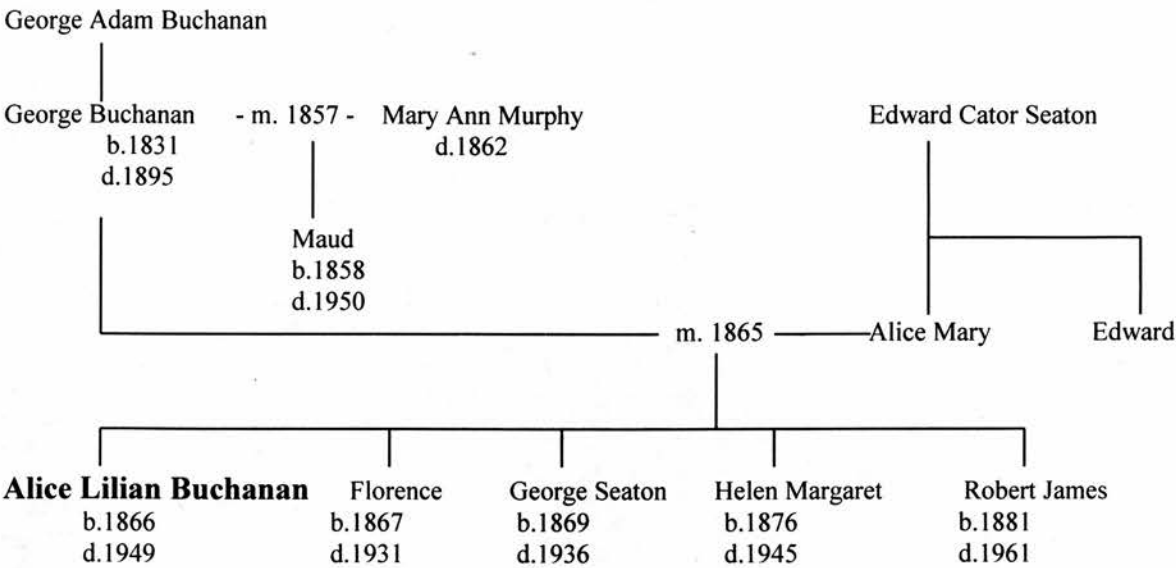 George Adam Buchanan
George Buchanan - m. 1857 - Mary Ann Murphy Edward Cator Seaton
b.1831 d.1862
d.1895
Maud
b.1858
d.1950
m. 1865 Alice Mary Edward
Alice Lilian Buchanan Florence George Seaton Helen Margaret Robert James
b.1866 b.1867 b.1869 b.1876 b.1881
d.1949 d.1931 d.1936 d.1945 d.1961